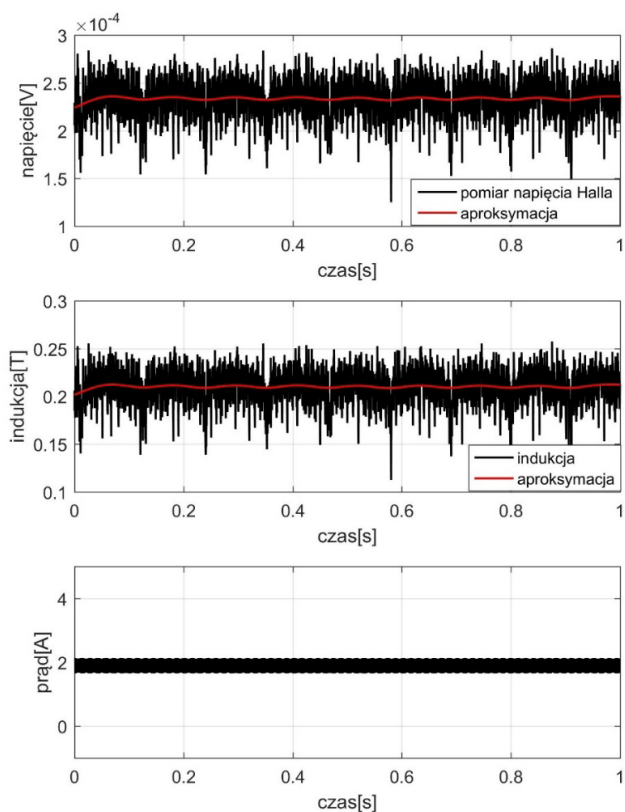 ×10⁻⁴
3
2.5
2
1.5
1
napięcie[V]
pomiar napięcia Halla
aproksymacja
0 0.2 0.4 0.6 0.8 1
czas[s]
0.3
0.25
0.2
0.15
0.1
indukcja[T]
indukcja
aproksymacja
0 0.2 0.4 0.6 0.8 1
czas[s]
4
2
0
prąd[A]
0 0.2 0.4 0.6 0.8 1
czas[s]